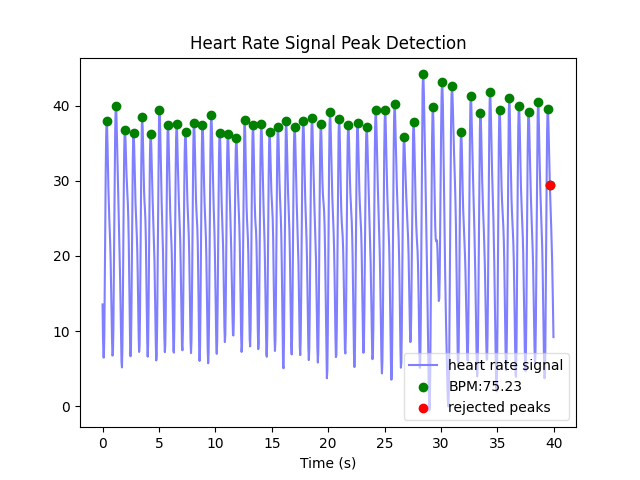 Heart Rate Signal Peak Detection
40
30
20
10
0
heart rate signal
BPM:75.23
rejected peaks
0 5 10 15 20 25 30 35 40
Time (s)